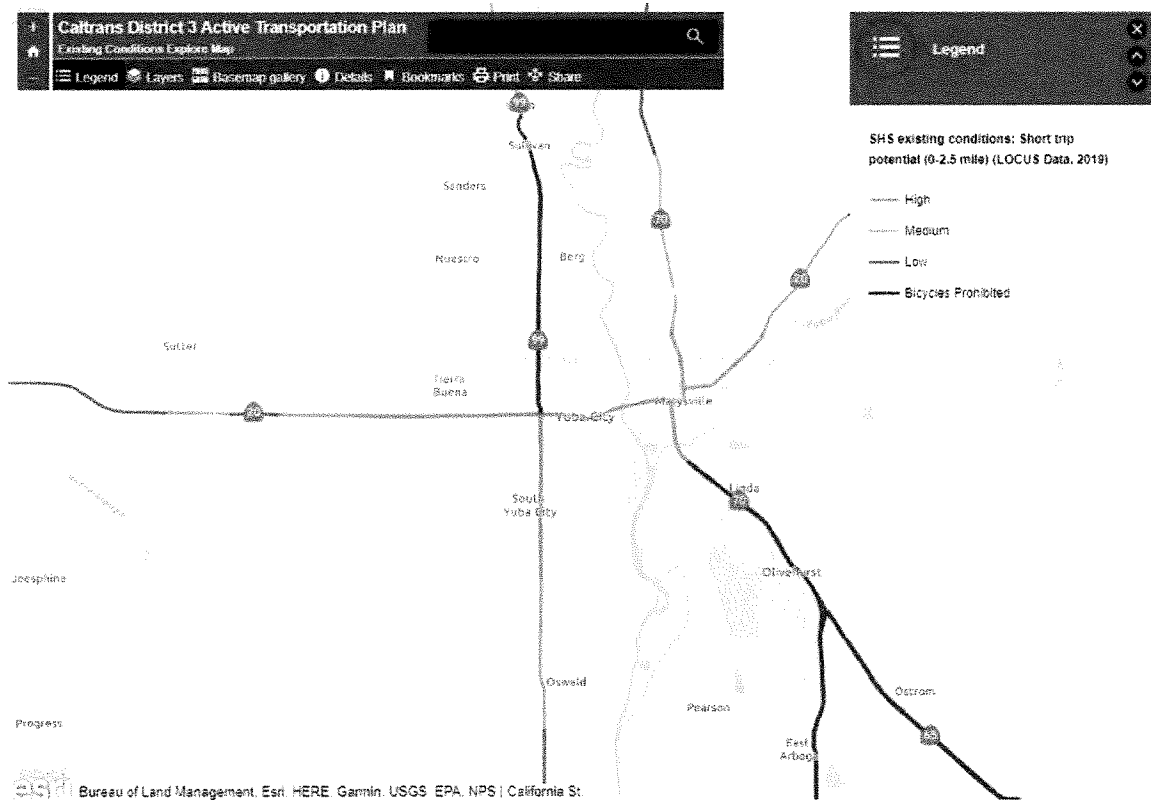 Caltrans District 3 Active Transportation Plan
Existing Conditions Explore Map
Legend Layers Basemap gallery Details Bookmarks Print Share
Legend
SHS existing conditions: Short trip
potential (0-2.5 mile) (LOCUS Data, 2019)
High
Medium
Low
Bicycles Prohibited
Sullivan
Sanders
Nuestro
Berg
Sutter
Tierra
Buena
Yuba City
Marysville
Linda
South
Yuba City
Joesphine
Olivehurst
Oswald
Pearson
Ostrom
Progress
East
Arboga
esri
Bureau of Land Management, Esri, HERE, Garmin, USGS, EPA, NPS | California St